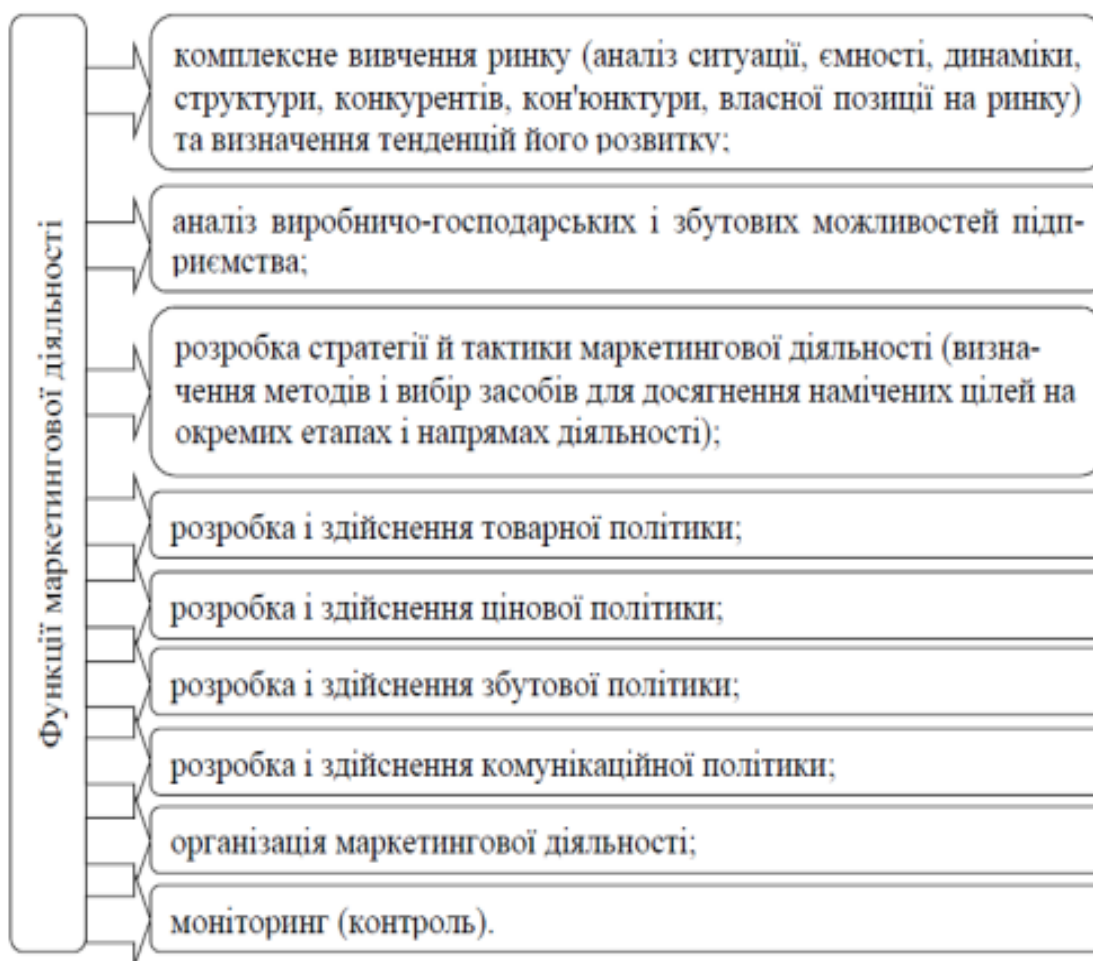 Функції маркетингової діяльності
комплексне вивчення ринку (аналіз ситуації, ємності, динаміки,
структури, конкурентів, кон'юнктури, власної позиції на ринку)
та визначення тенденцій його розвитку;
аналіз виробничо-господарських і збутових можливостей підп-
риємства;
розробка стратегії й тактики маркетингової діяльності (визна-
чення методів і вибір засобів для досягнення намічених цілей на
окремих етапах і напрямах діяльності);
розробка і здійснення товарної політики;
розробка і здійснення цінової політики;
розробка і здійснення збутової політики;
розробка і здійснення комунікаційної політики;
організація маркетингової діяльності;
моніторинг (контроль).